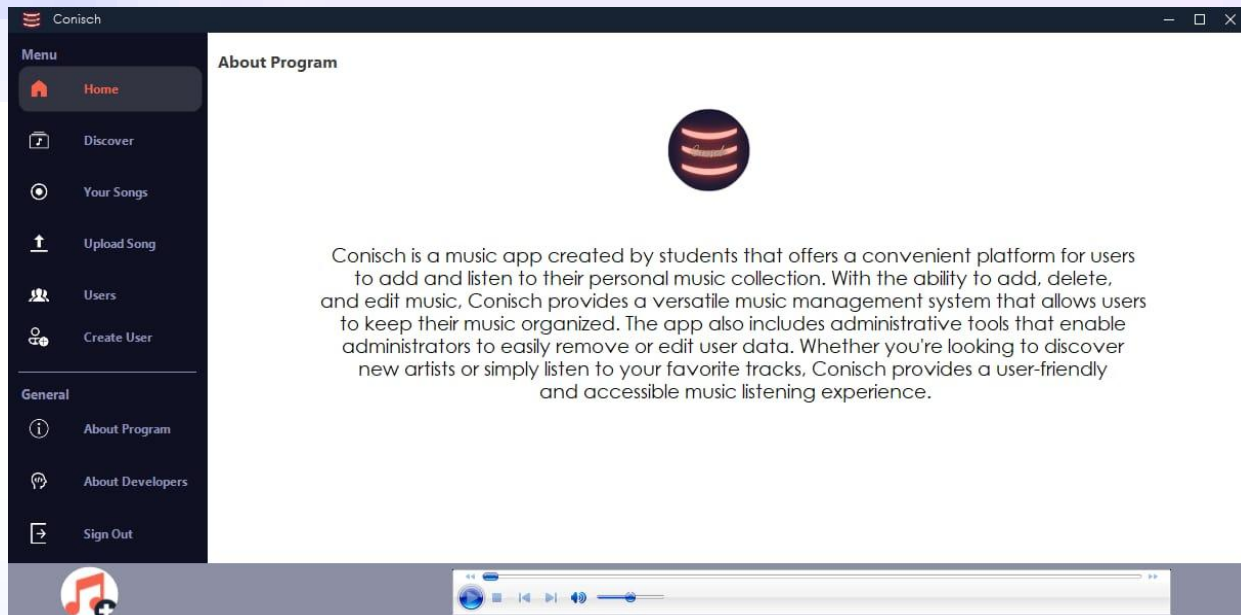 Conisch
Menu
Home
Discover
Your Songs
Upload Song
Users
Create User
General
About Program
About Developers
Sign Out
About Program
Conisch is a music app created by students that offers a convenient platform for users
to add and listen to their personal music collection. With the ability to add, delete,
and edit music, Conisch provides a versatile music management system that allows users
to keep their music organized. The app also includes administrative tools that enable
administrators to easily remove or edit user data. Whether you're looking to discover
new artists or simply listen to your favorite tracks, Conisch provides a user-friendly
and accessible music listening experience.